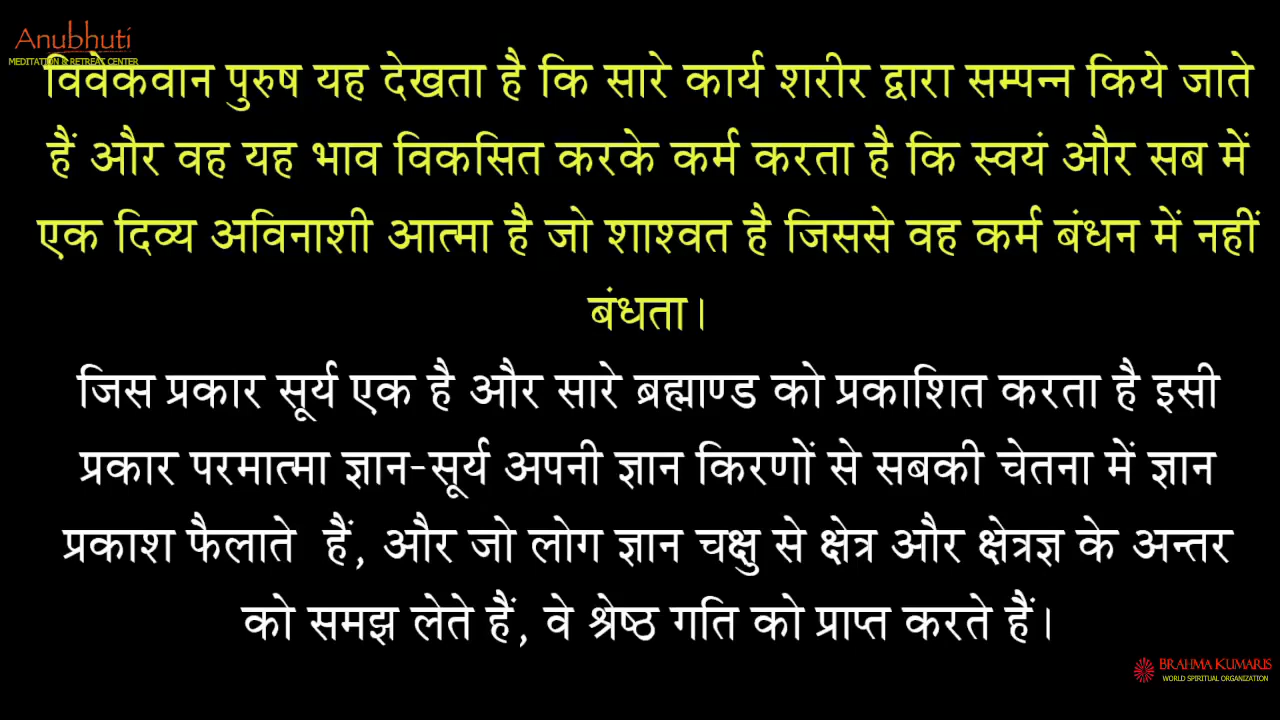 Anubhuti
MEDITATION & RETREAT CENTER
विवेकवान पुरुष यह देखता है कि सारे कार्य शरीर द्वारा सम्पन्न किये जाते
हैं और वह यह भाव विकसित करके कर्म करता है कि स्वयं और सब में
एक दिव्य अविनाशी आत्मा है जो शाश्वत है जिससे वह कर्म बंधन में नहीं
बंधता।
जिस प्रकार सूर्य एक है और सारे ब्रह्माण्ड को प्रकाशित करता है इसी
प्रकार परमात्मा ज्ञान-सूर्य अपनी ज्ञान किरणों से सबकी चेतना में ज्ञान
प्रकाश फैलाते हैं, और जो लोग ज्ञान चक्षु से क्षेत्र और क्षेत्रज्ञ के अन्तर
को समझ लेते हैं, वे श्रेष्ठ गति को प्राप्त करते हैं।
BRAHMA KUMARIS
WORLD SPIRITUAL ORGANIZATION